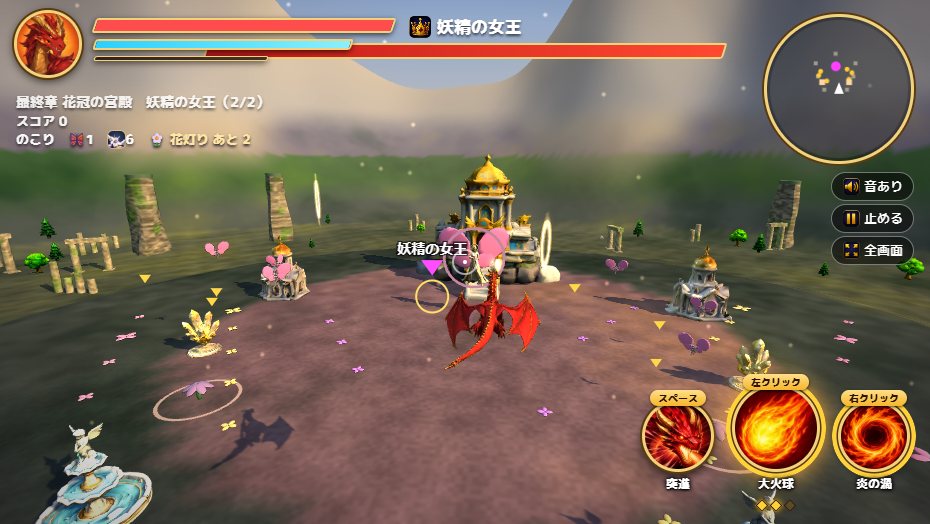 妖精の女王
最終章 花冠の宮殿 妖精の女王（2/2）
スコア 0
のこり 1 6 花灯り あと 2
音あり
止める
全画面
妖精の女王
スペース
左クリック
右クリック
突進
大火球
炎の渦